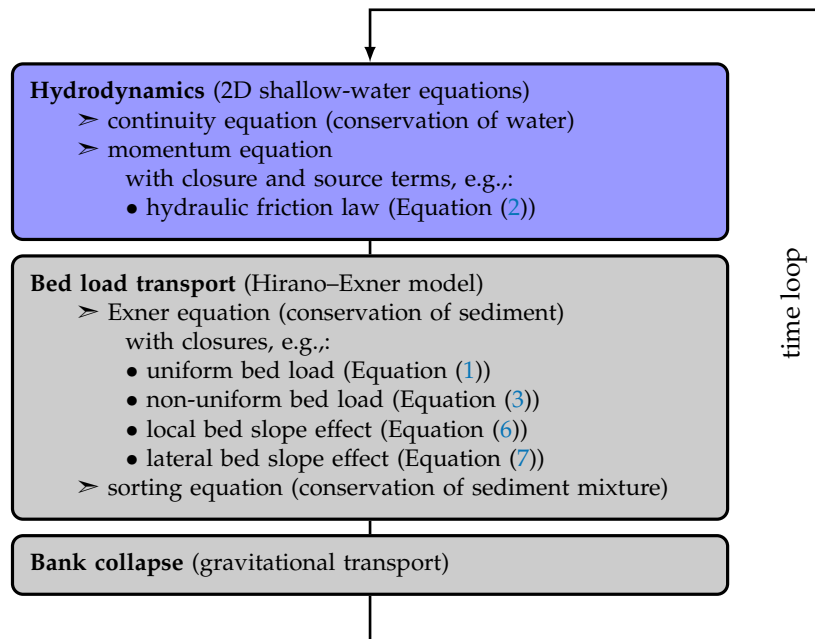 Hydrodynamics (2D shallow-water equations)
➣ continuity equation (conservation of water)
➣ momentum equation
with closure and source terms, e.g.,:
• hydraulic friction law (Equation (2))
Bed load transport (Hirano–Exner model)
➣ Exner equation (conservation of sediment)
with closures, e.g.,:
• uniform bed load (Equation (1))
• non-uniform bed load (Equation (3))
• local bed slope effect (Equation (6))
• lateral bed slope effect (Equation (7))
➣ sorting equation (conservation of sediment mixture)
Bank collapse (gravitational transport)
time loop